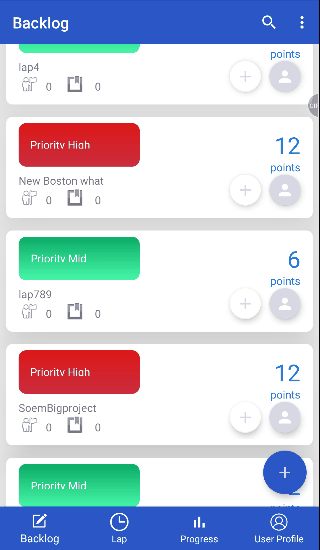 Backlog
points
lap4
0 0
Priority High
12
points
New Boston what
0 0
Priority Mid
6
points
lap789
0 0
Priority High
12
points
SoemBigproject
0 0
Priority Mid
Backlog Lap Progress User Profile